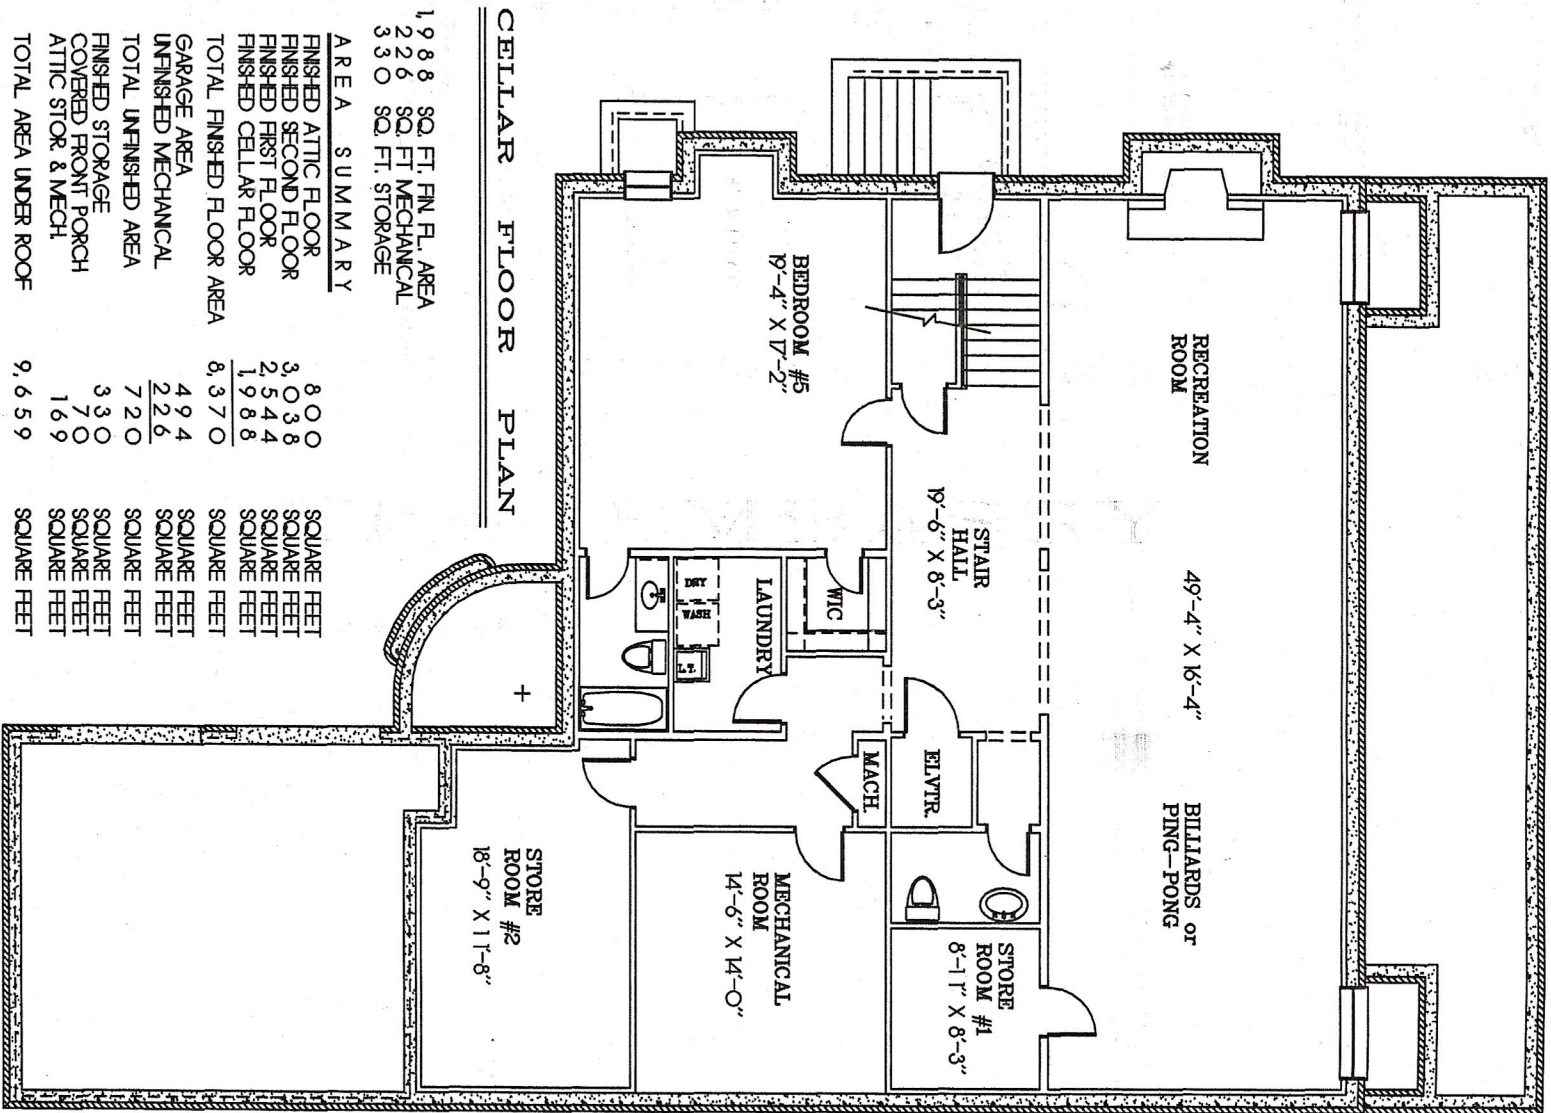 RECREATION
ROOM
49'-4" X 16'-4"
BILLIARDS or
PING-PONG
STAIR
HALL
19'-6" X 8'-3"
ELVTR.
STORE
ROOM #1
8'-11" X 8'-3"
BEDROOM #5
19'-4" X 17'-2"
WIC
LAUNDRY
DRY
WASH
L.T.
MACH.
MECHANICAL
ROOM
14'-6" X 14'-0"
STORE
ROOM #2
18'-9" X 11'-8"
CELLAR FLOOR PLAN
1,988 SQ. FT. FIN. FL. AREA
226 SQ. FT MECHANICAL
330 SQ. FT. STORAGE
AREA SUMMARY
FINISHED ATTIC FLOOR 800 SQUARE FEET
FINISHED SECOND FLOOR 3,038 SQUARE FEET
FINISHED FIRST FLOOR 2,544 SQUARE FEET
FINISHED CELLAR FLOOR 1,988 SQUARE FEET
TOTAL FINISHED FLOOR AREA 8,370 SQUARE FEET
GARAGE AREA 494 SQUARE FEET
UNFINISHED MECHANICAL 226 SQUARE FEET
TOTAL UNFINISHED AREA 720 SQUARE FEET
FINISHED STORAGE 330 SQUARE FEET
COVERED FRONT PORCH 70 SQUARE FEET
ATTIC STOR. & MECH. 169 SQUARE FEET
TOTAL AREA UNDER ROOF 9,659 SQUARE FEET